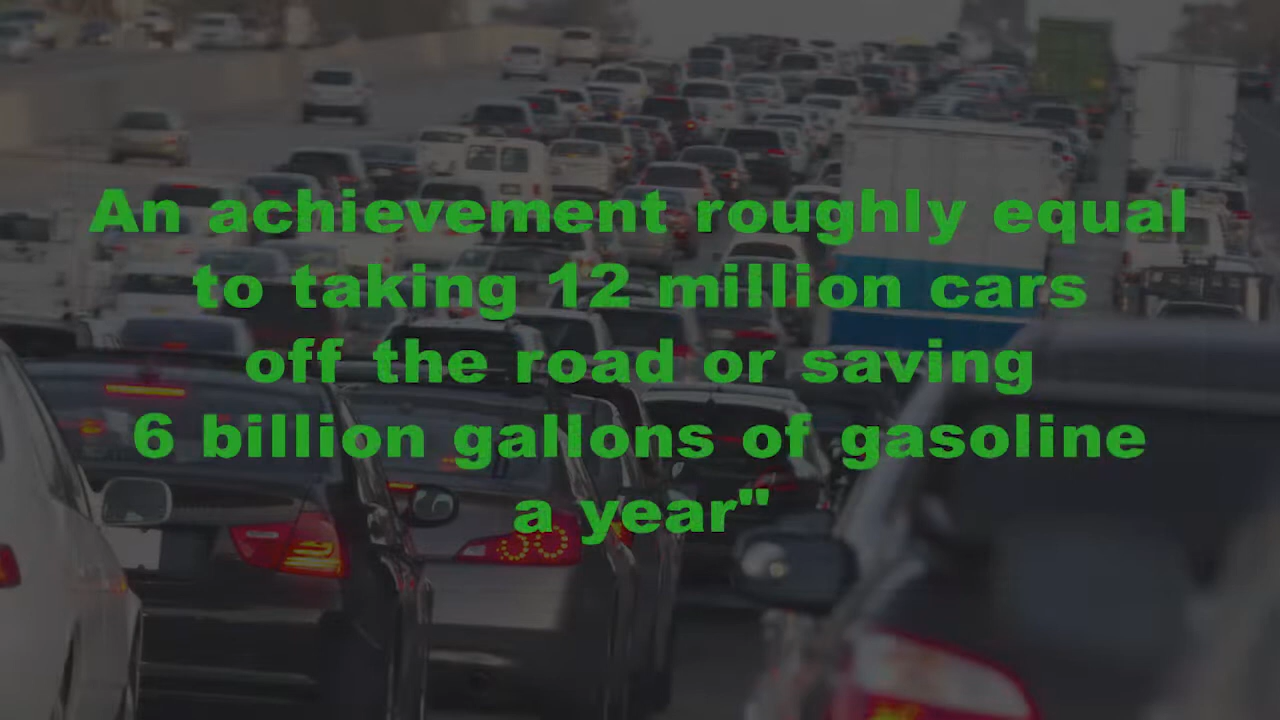 An achievement roughly equal
to taking 12 million cars
off the road or saving
6 billion gallons of gasoline
a year"